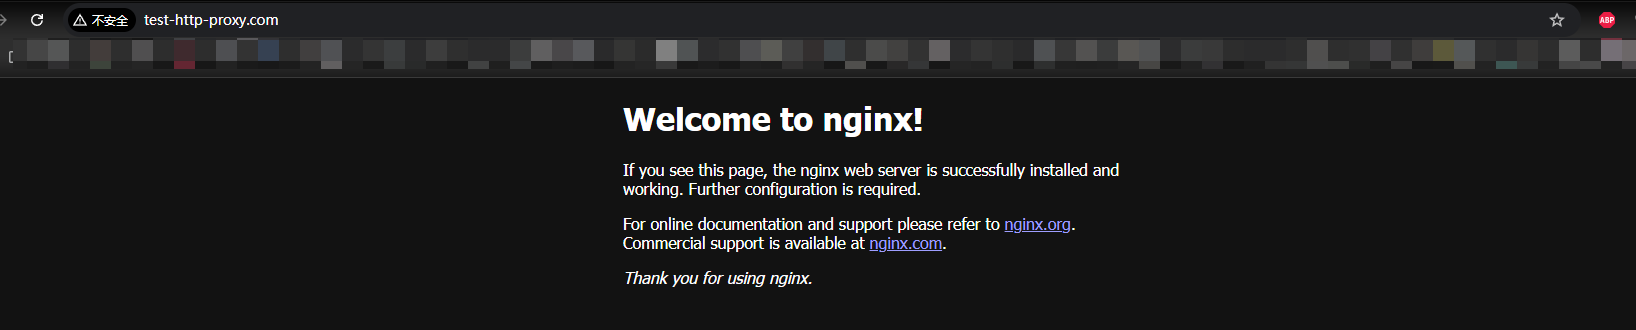 不安全 test-http-proxy.com
ABP
Welcome to nginx!
If you see this page, the nginx web server is successfully installed and
working. Further configuration is required.
For online documentation and support please refer to nginx.org.
Commercial support is available at nginx.com.
Thank you for using nginx.